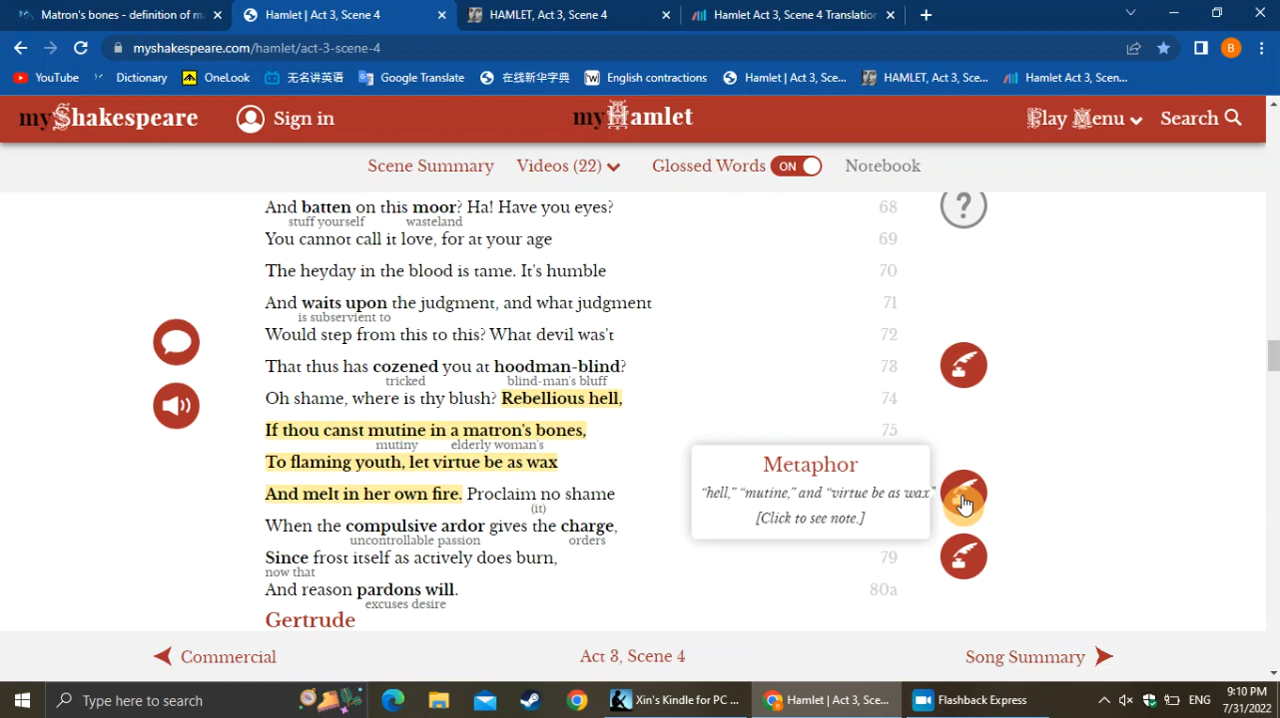 Matron's bones - definition of ma
Hamlet | Act 3, Scene 4
HAMLET, Act 3, Scene 4
Hamlet Act 3, Scene 4 Translation
myshakespeare.com/hamlet/act-3-scene-4
B
YouTube
Dictionary
OneLook
无名讲英语
Google Translate
在线新华字典
English contractions
Hamlet | Act 3, Sce...
HAMLET, Act 3, Sce...
Hamlet Act 3, Scen...
myShakespeare
Sign in
myHamlet
Play Menu
Search
Scene Summary
Videos (22)
Glossed Words ON
Notebook
And batten on this moor? Ha! Have you eyes? 68
stuff yourself wasteland
?
You cannot call it love, for at your age 69
The heyday in the blood is tame. It's humble 70
And waits upon the judgment, and what judgment 71
is subservient to
Would step from this to this? What devil was't 72
That thus has cozened you at hoodman-blind? 73
tricked blind-man's bluff
Oh shame, where is thy blush? Rebellious hell, 74
If thou canst mutine in a matron's bones, 75
mutiny elderly woman's
To flaming youth, let virtue be as wax
And melt in her own fire. Proclaim no shame
(it)
When the compulsive ardor gives the charge,
uncontrollable passion orders
Since frost itself as actively does burn, 79
now that
And reason pardons will. 80a
excuses desire
Gertrude
Metaphor
“hell,” “mutine,” and “virtue be as wax”
[Click to see note.]
Commercial
Act 3, Scene 4
Song Summary
Type here to search
Xin's Kindle for PC ...
Hamlet | Act 3, Sce...
Flashback Express
ENG
9:10 PM
7/31/2022